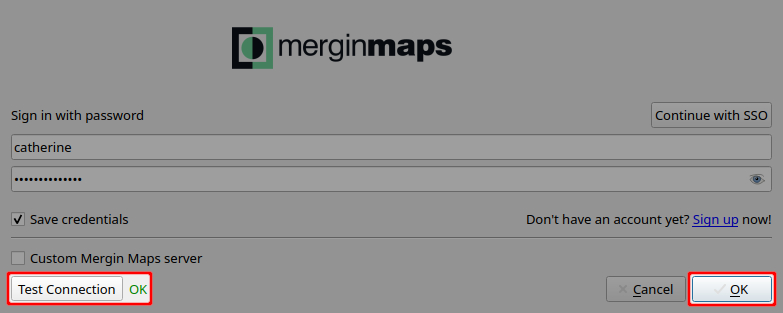 merginmaps
Sign in with password
Continue with SSO
catherine
••••••••••••••
Save credentials
Don't have an account yet? Sign up now!
Custom Mergin Maps server
Test Connection OK
Cancel
OK